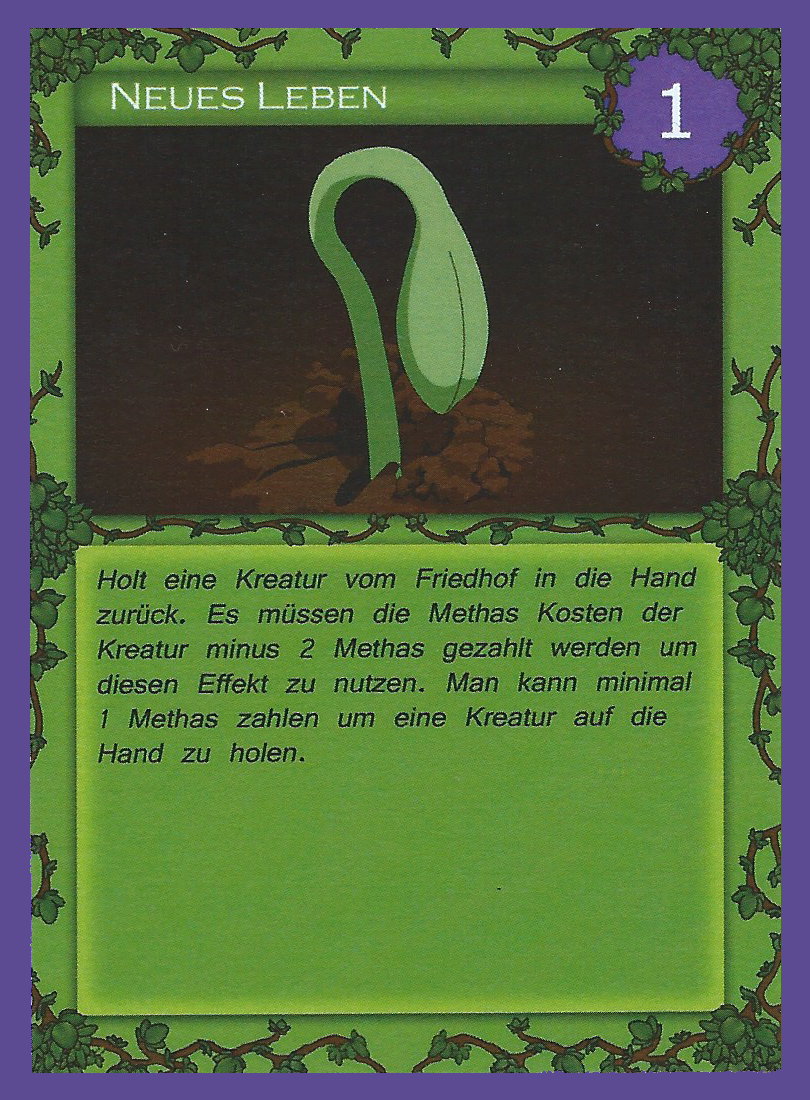 Neues Leben
1
Holt eine Kreatur vom Friedhof in die Hand
zurück. Es müssen die Methas Kosten der
Kreatur minus 2 Methas gezahlt werden um
diesen Effekt zu nutzen. Man kann minimal
1 Methas zahlen um eine Kreatur auf die
Hand zu holen.